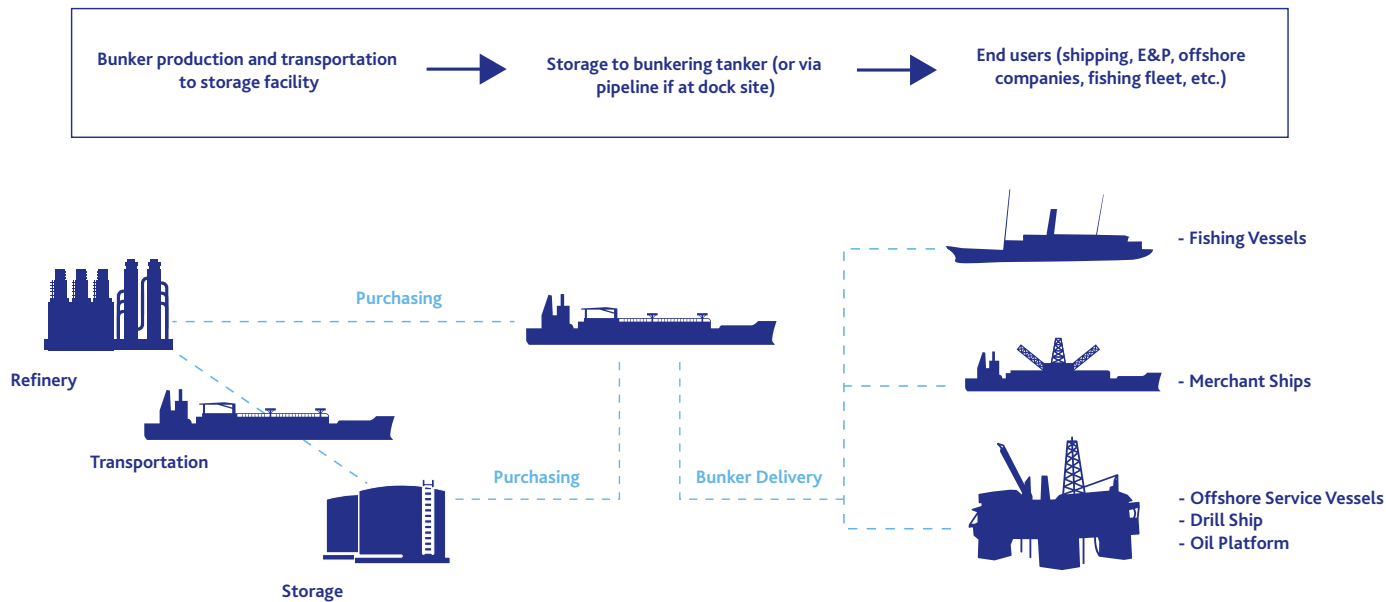 Bunker production and transportation
to storage facility
Storage to bunkering tanker (or via
pipeline if at dock site)
End users (shipping, E&P, offshore
companies, fishing fleet, etc.)
- Fishing Vessels
Purchasing
Refinery
- Merchant Ships
Transportation
Purchasing
Bunker Delivery
- Offshore Service Vessels
- Drill Ship
- Oil Platform
Storage